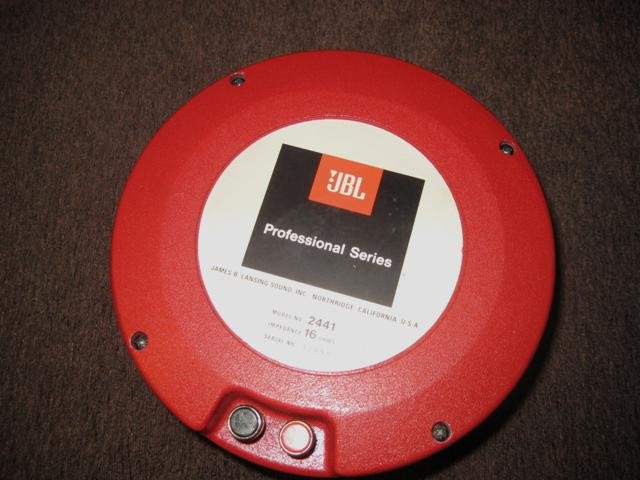 JBL
Professional Series
JAMES B. LANSING SOUND, INC. NORTHRIDGE, CALIFORNIA, U.S.A.
MODEL NO. 2441
IMPEDANCE 16 OHMS
SERIAL NO.